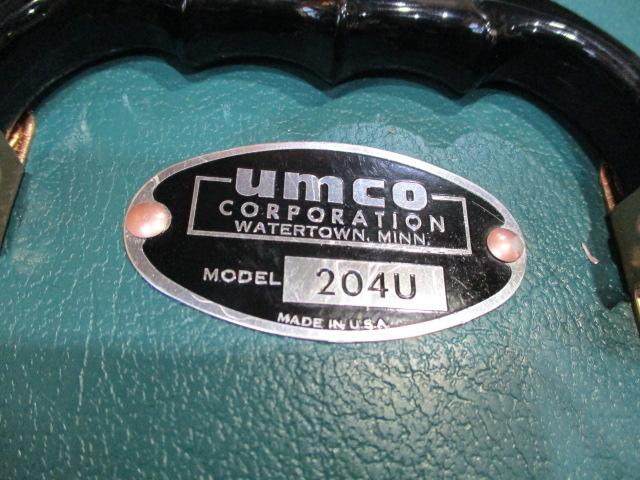 umco
CORPORATION
WATERTOWN, MINN.
MODEL 204U
MADE IN U.S.A.